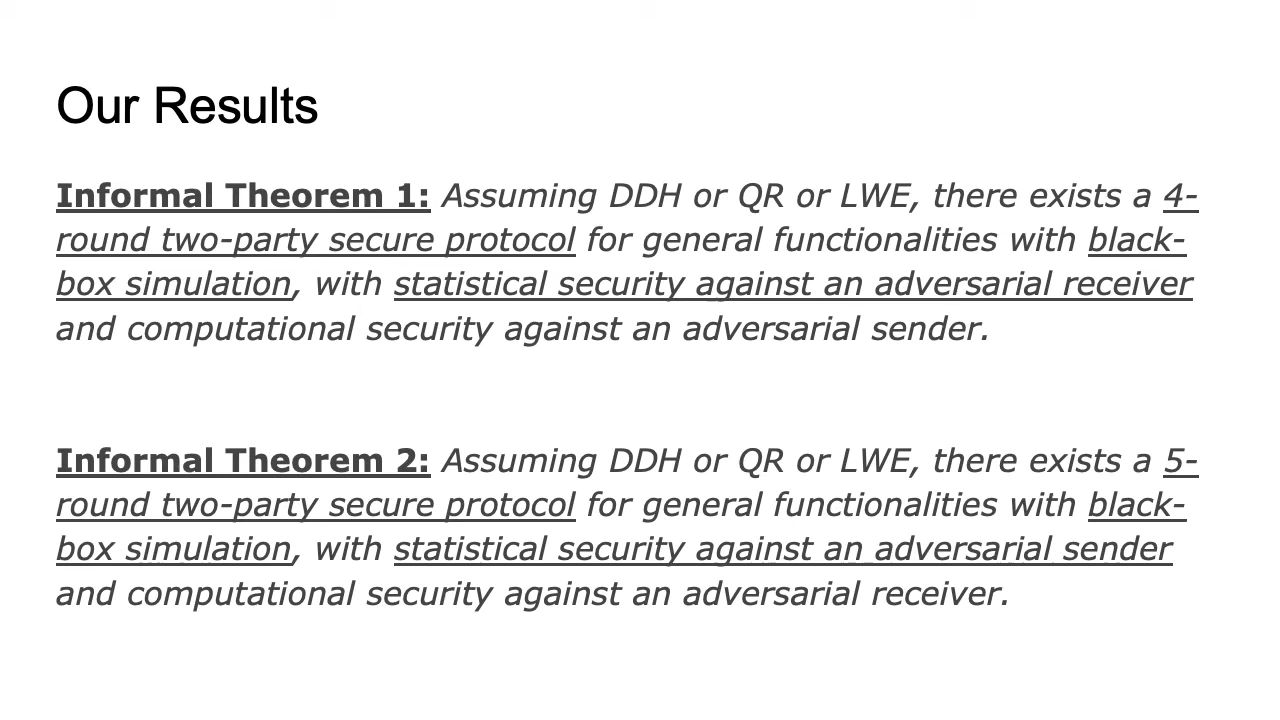 Our Results
Informal Theorem 1: Assuming DDH or QR or LWE, there exists a 4-
round two-party secure protocol for general functionalities with black-
box simulation, with statistical security against an adversarial receiver
and computational security against an adversarial sender.
Informal Theorem 2: Assuming DDH or QR or LWE, there exists a 5-
round two-party secure protocol for general functionalities with black-
box simulation, with statistical security against an adversarial sender
and computational security against an adversarial receiver.